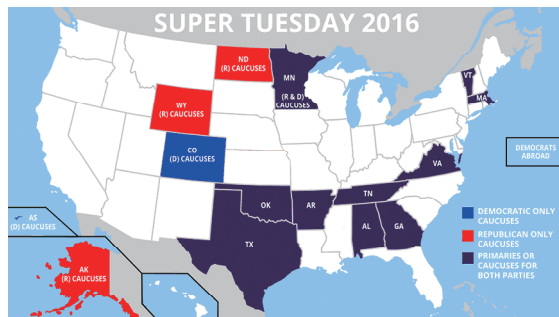 SUPER TUESDAY 2016
ND
(R) CAUCUSES
MN
(R & D)
CAUCUSES
VT
MA
WY
(R) CAUCUSES
CO
(D) CAUCUSES
VA
DEMOCRATS
ABROAD
TN
OK
AR
AS
(D) CAUCUSES
AL
GA
TX
AK
(R) CAUCUSES
DEMOCRATIC ONLY
CAUCUSES
REPUBLICAN ONLY
CAUCUSES
PRIMARIES OR
CAUCUSES FOR
BOTH PARTIES